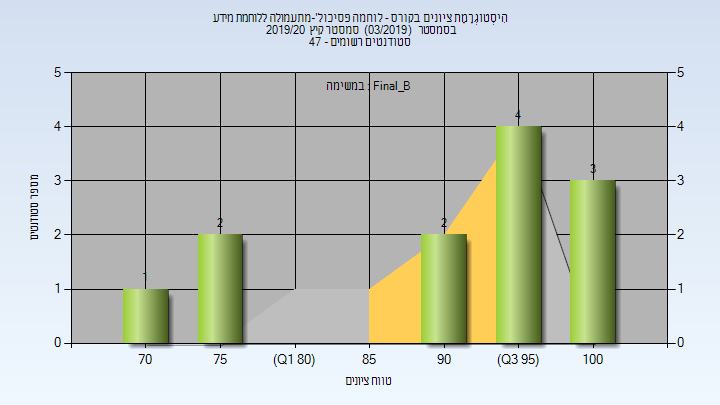 היסטוגרמת ציונים בקורס - לוחמה פסיכול'-מתעמולה ללוחמת מידע
בסמסטר (03/2019) סמסטר קיץ 2019/20
סטודנטים רשומים - 47
במשימה : Final_B
5 5
4 4
3 3
2 2
1 1
0 0
1 2 2 4 3
מספר סטודנטים
70 75 (Q1 80) 85 90 (Q3 95) 100
טווח ציונים